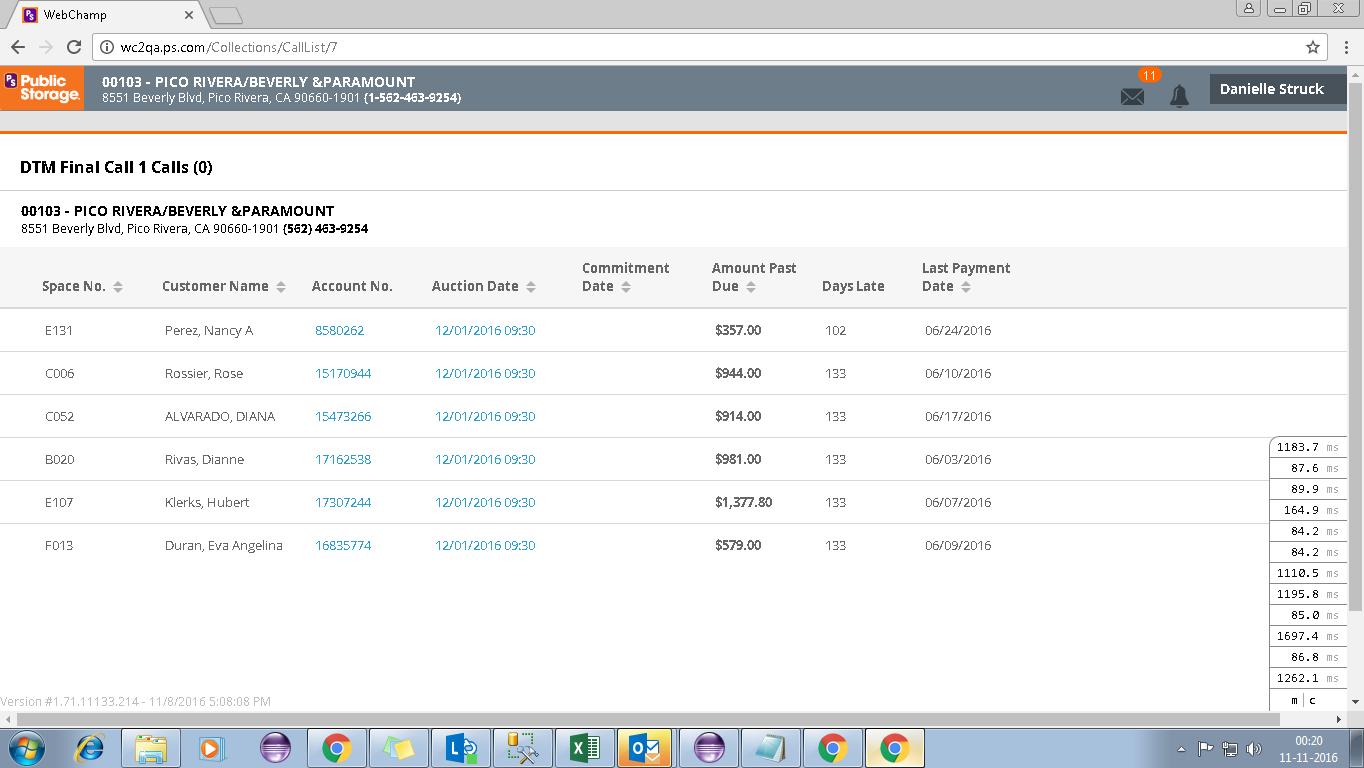 WebChamp
wc2qa.ps.com/Collections/CallList/7
PS Public Storage.
00103 - PICO RIVERA/BEVERLY &PARAMOUNT
8551 Beverly Blvd, Pico Rivera, CA 90660-1901 (1-562-463-9254)
11
Danielle Struck
DTM Final Call 1 Calls (0)
00103 - PICO RIVERA/BEVERLY &PARAMOUNT
8551 Beverly Blvd, Pico Rivera, CA 90660-1901 (562) 463-9254
Space No. Customer Name Account No. Auction Date Commitment Date Amount Past Due Days Late Last Payment Date
E131 Perez, Nancy A 8580262 12/01/2016 09:30 $357.00 102 06/24/2016
C006 Rossier, Rose 15170944 12/01/2016 09:30 $944.00 133 06/10/2016
C052 ALVARADO, DIANA 15473266 12/01/2016 09:30 $914.00 133 06/17/2016
B020 Rivas, Dianne 17162538 12/01/2016 09:30 $981.00 133 06/03/2016
E107 Klerks, Hubert 17307244 12/01/2016 09:30 $1,377.80 133 06/07/2016
F013 Duran, Eva Angelina 16835774 12/01/2016 09:30 $579.00 133 06/09/2016
1183.7 ms
87.6 ms
89.9 ms
164.9 ms
84.2 ms
84.2 ms
1110.5 ms
1195.8 ms
85.0 ms
1697.4 ms
86.8 ms
1262.1 ms
m | c
Version #1.71.11133.214 - 11/8/2016 5:08:08 PM
00:20
11-11-2016